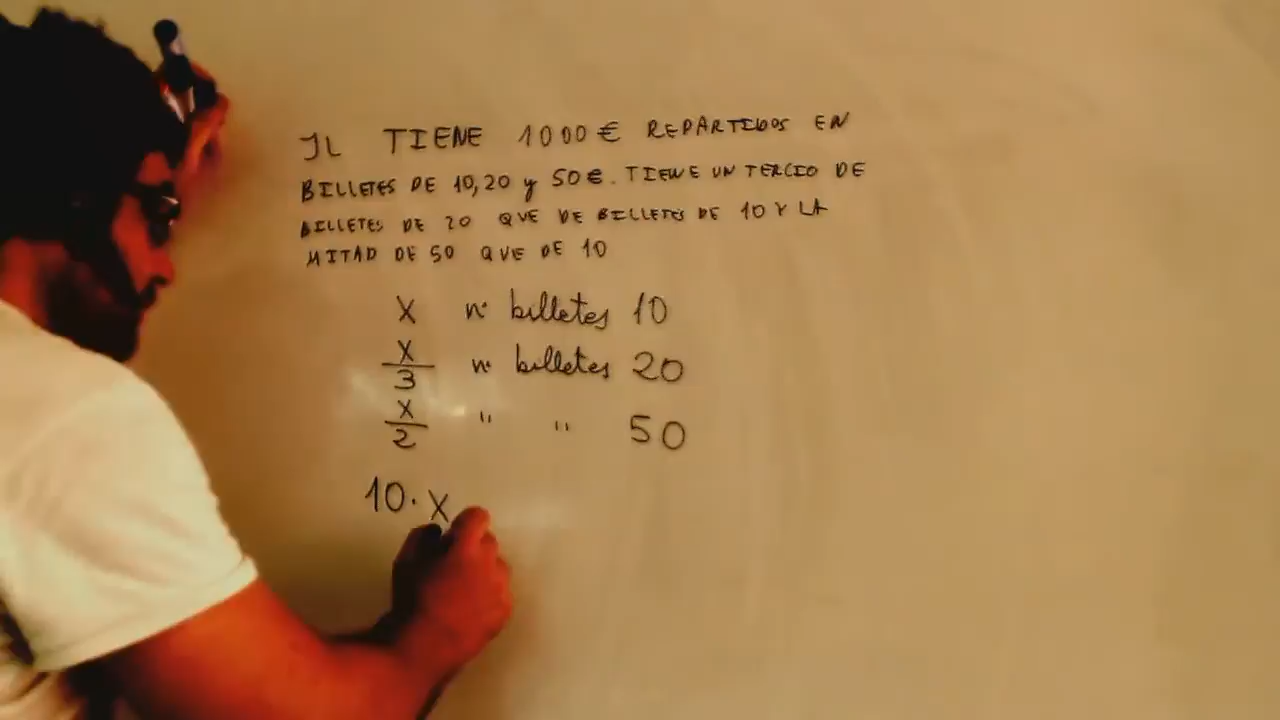 JL TIENE 1000 € REPARTIDOS EN
BILLETES DE 10, 20 y 50 €. TIENE UN TERCIO DE
BILLETES DE 20 QUE DE BILLETES DE 10 Y LA
MITAD DE 50 QUE DE 10
X nº billetes 10
X/3 nº billetes 20
X/2 " " 50
10 · X